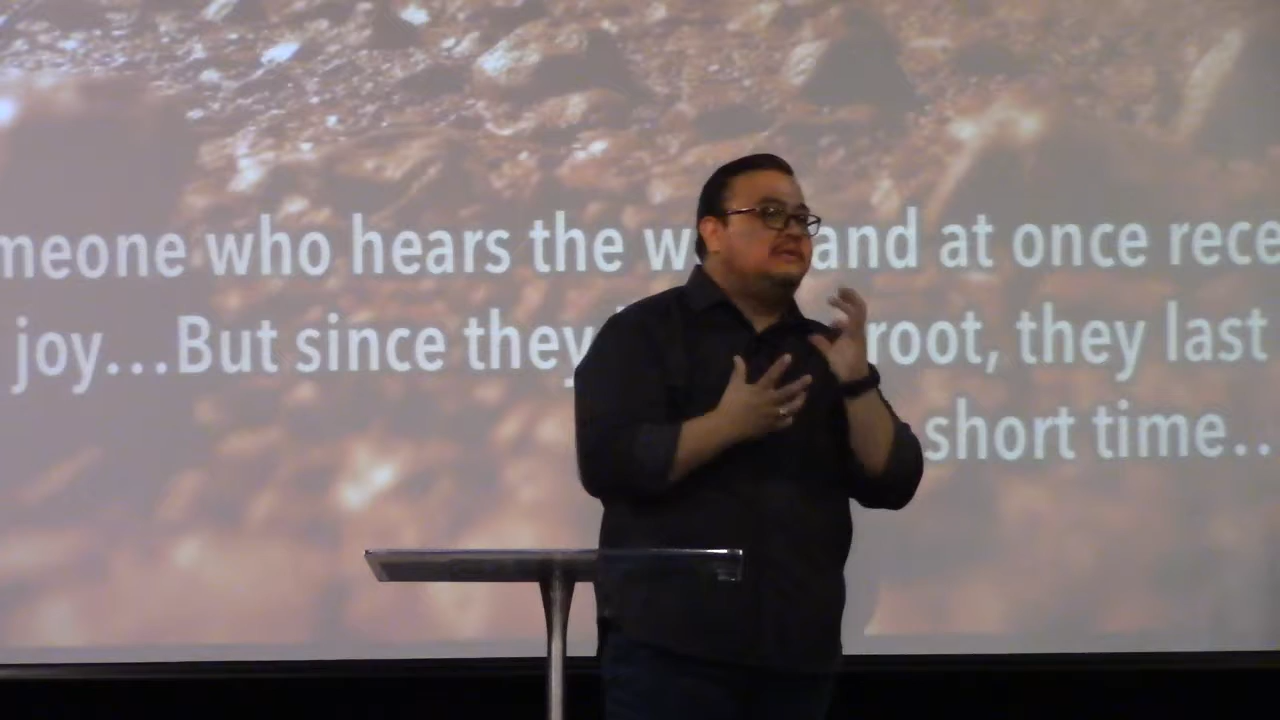 meone who hears the w and at once rece
joy...But since they root, they last
short time..